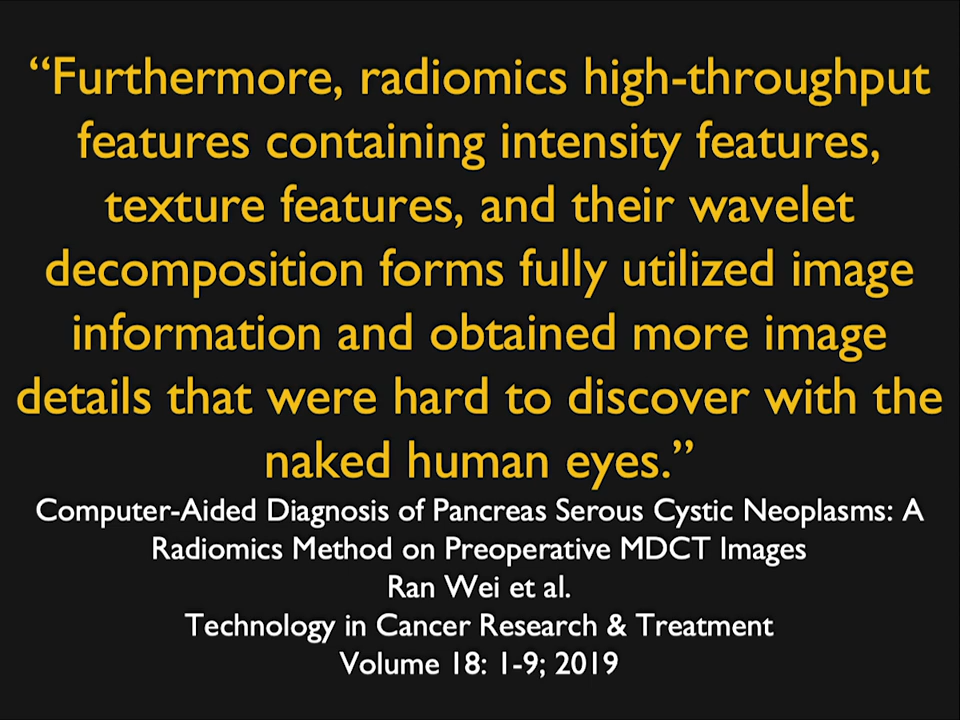 “Furthermore, radiomics high-throughput
features containing intensity features,
texture features, and their wavelet
decomposition forms fully utilized image
information and obtained more image
details that were hard to discover with the
naked human eyes.”
Computer-Aided Diagnosis of Pancreas Serous Cystic Neoplasms: A
Radiomics Method on Preoperative MDCT Images
Ran Wei et al.
Technology in Cancer Research & Treatment
Volume 18: 1-9; 2019